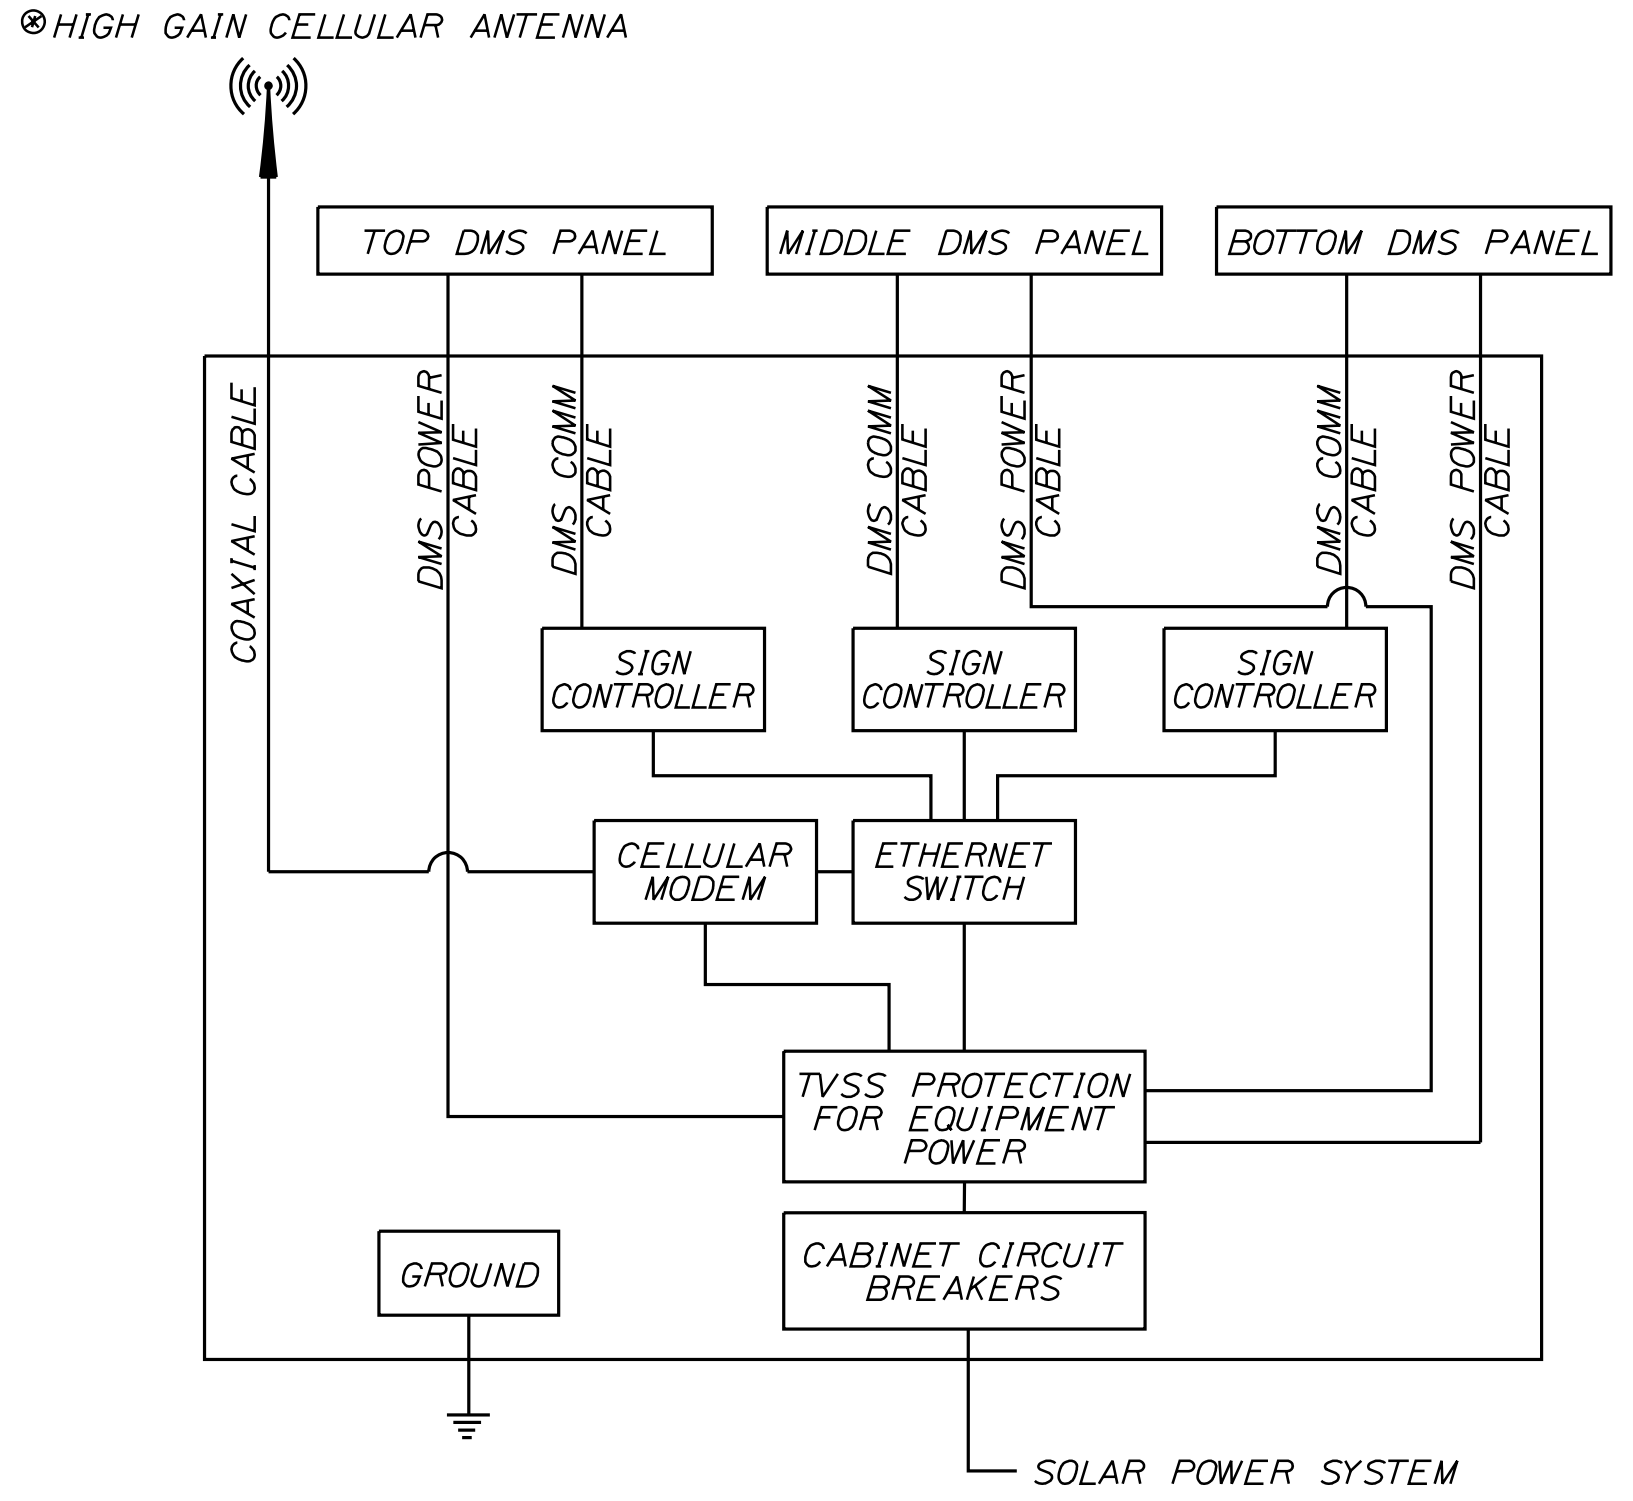 ⊛ HIGH GAIN CELLULAR ANTENNA
TOP DMS PANEL
MIDDLE DMS PANEL
BOTTOM DMS PANEL
COAXIAL CABLE
DMS POWER
CABLE
DMS COMM
CABLE
DMS COMM
CABLE
DMS POWER
CABLE
DMS COMM
CABLE
DMS POWER
CABLE
SIGN
CONTROLLER
SIGN
CONTROLLER
SIGN
CONTROLLER
CELLULAR
MODEM
ETHERNET
SWITCH
TVSS PROTECTION
FOR EQUIPMENT
POWER
CABINET CIRCUIT
BREAKERS
GROUND
SOLAR POWER SYSTEM